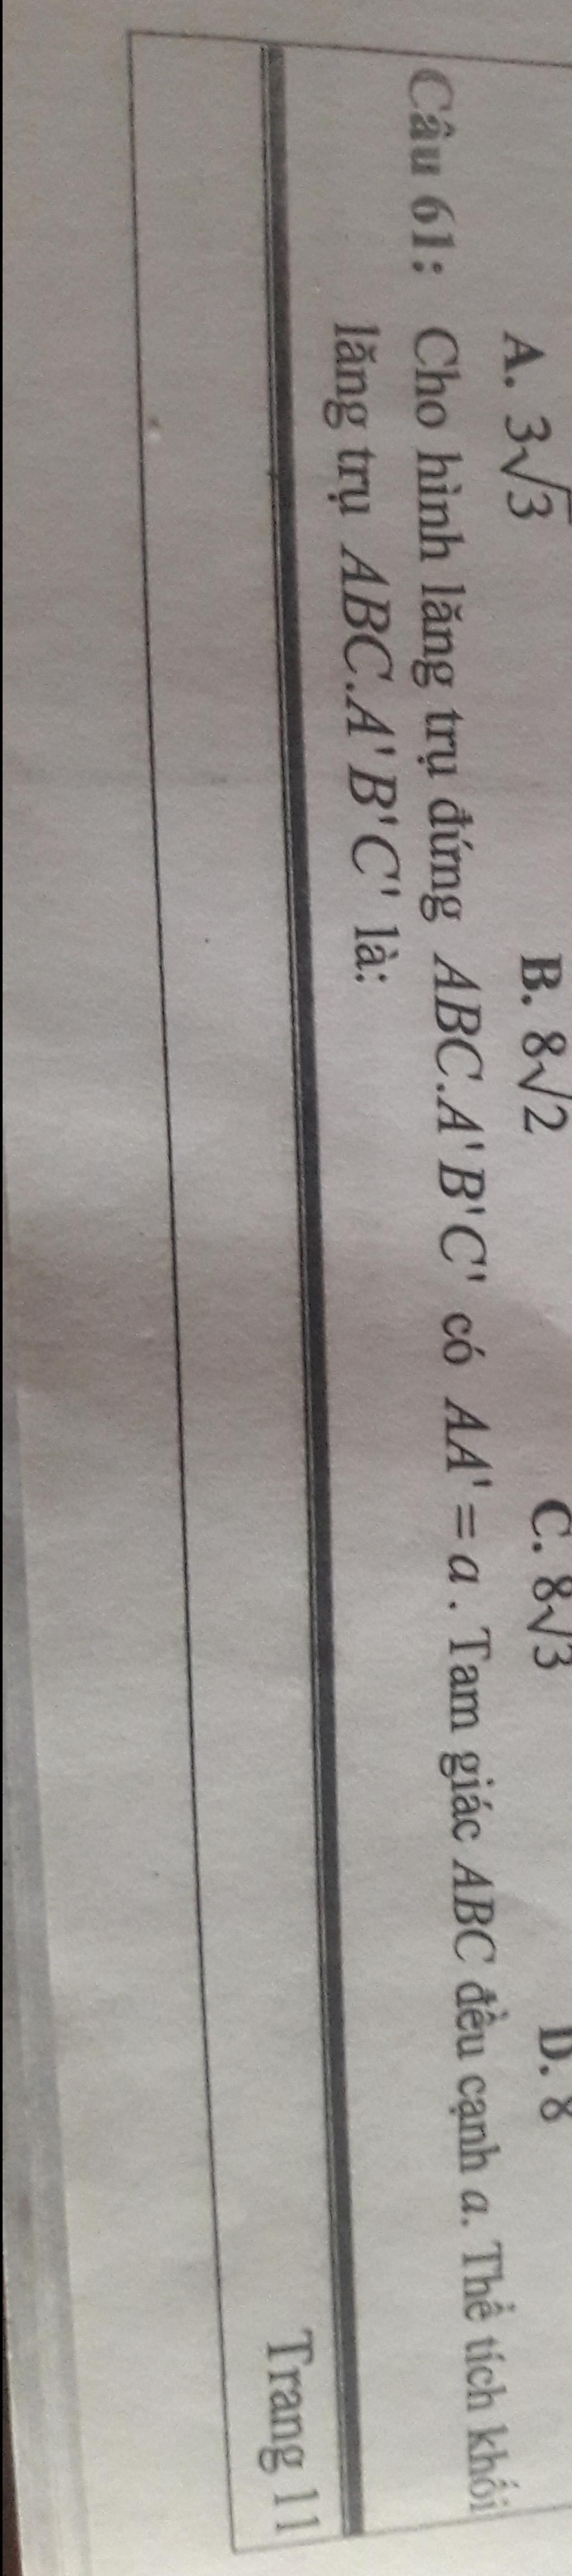 A. 3√3 B. 8√2 C. 8√3 D. 8
Câu 61: Cho hình lăng trụ đứng ABC.A'B'C' có AA' = a. Tam giác ABC đều cạnh a. Thể tích khối
lăng trụ ABC.A'B'C' là:
Trang 11